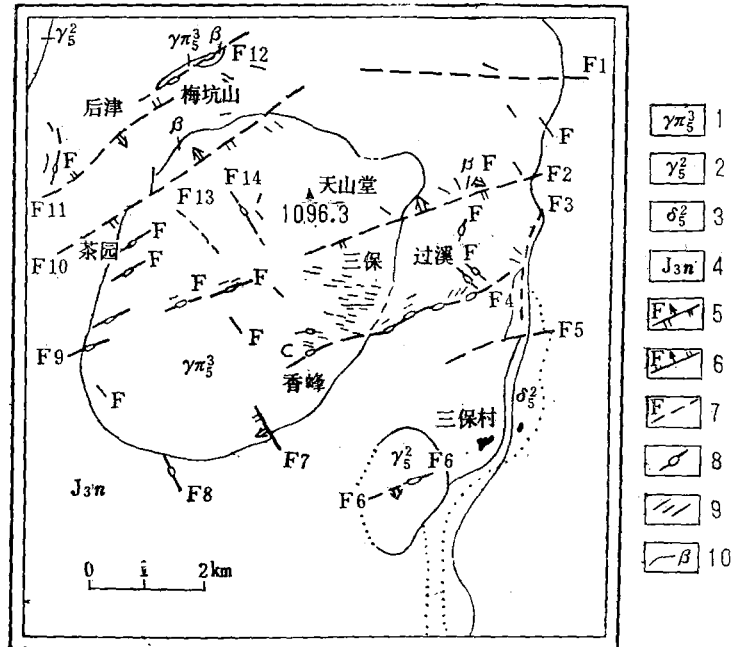 γ₅²
γπ₅³ β
F12
F1
后津
梅坑山
F
β
F
F11
F13
F14
天山堂
1096.3
β F
F2
F3
F10
茶园
F
F
三保
过溪
F
F
F4
F
F
F9
F
香峰
F5
γπ₅³
F
δ₅²
三保村
F7
γ₅²
F6
F6
J₃n
F8
0 1 2km
γπ₅³ 1
γ₅² 2
δ₅² 3
J₃n 4
F 5
F 6
F 7
8
9
β 10